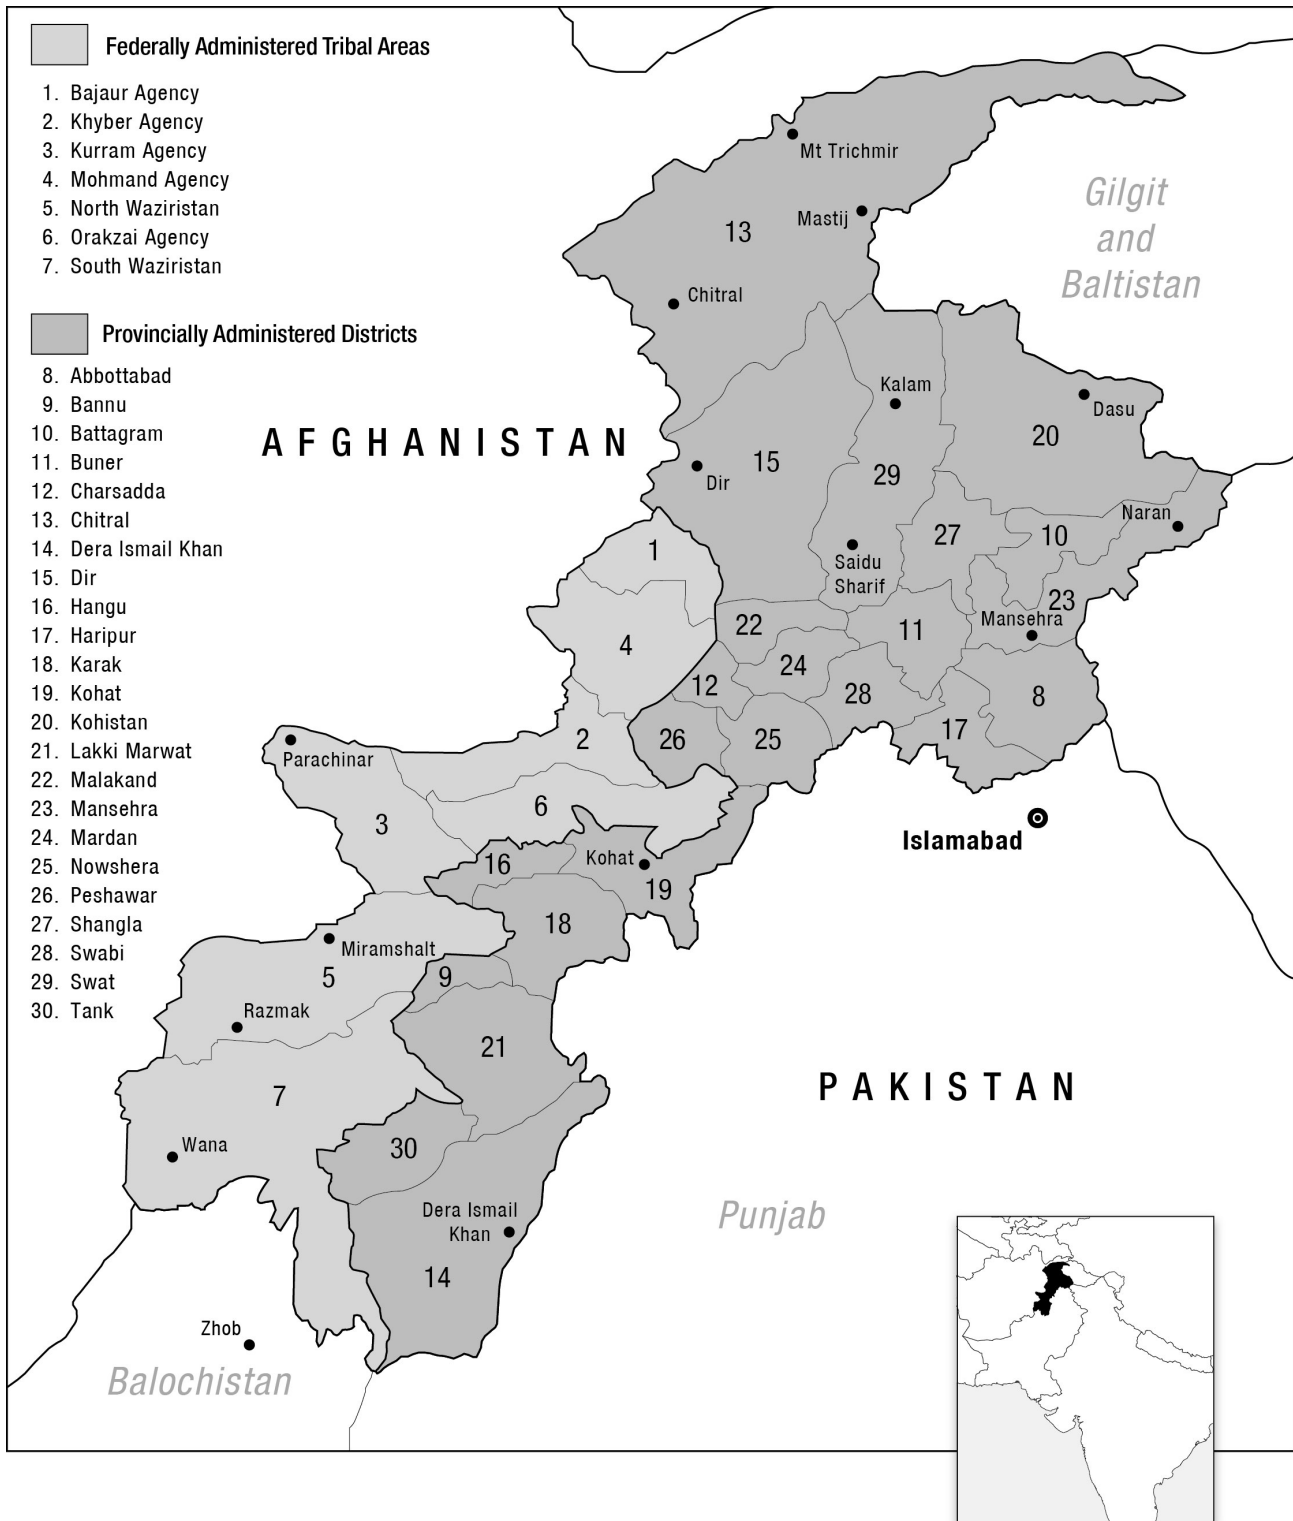 Federally Administered Tribal Areas
1. Bajaur Agency
2. Khyber Agency
3. Kurram Agency
4. Mohmand Agency
5. North Waziristan
6. Orakzai Agency
7. South Waziristan
Provincially Administered Districts
8. Abbottabad
9. Bannu
10. Battagram
11. Buner
12. Charsadda
13. Chitral
14. Dera Ismail Khan
15. Dir
16. Hangu
17. Haripur
18. Karak
19. Kohat
20. Kohistan
21. Lakki Marwat
22. Malakand
23. Mansehra
24. Mardan
25. Nowshera
26. Peshawar
27. Shangla
28. Swabi
29. Swat
30. Tank
Mt Trichmir
Gilgit
and
Baltistan
Mastij
13
Chitral
Kalam
Dasu
20
AFGHANISTAN
15
Dir
29
Naran
27
10
1
Saidu
Sharif
23
Mansehra
22
11
4
24
12
28
8
17
2
26
25
Parachinar
6
3
Islamabad
16
Kohat
19
18
Miramshalt
5
9
Razmak
21
7
PAKISTAN
30
Wana
Dera Ismail
Khan
Punjab
14
Zhob
Balochistan